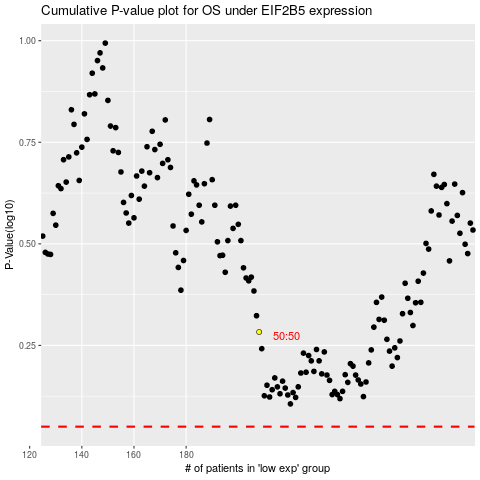 Cumulative P-value plot for OS under EIF2B5 expression
P-Value(log10)
1.00
0.75
0.50
0.25
50:50
120 140 160 180
# of patients in 'low exp' group